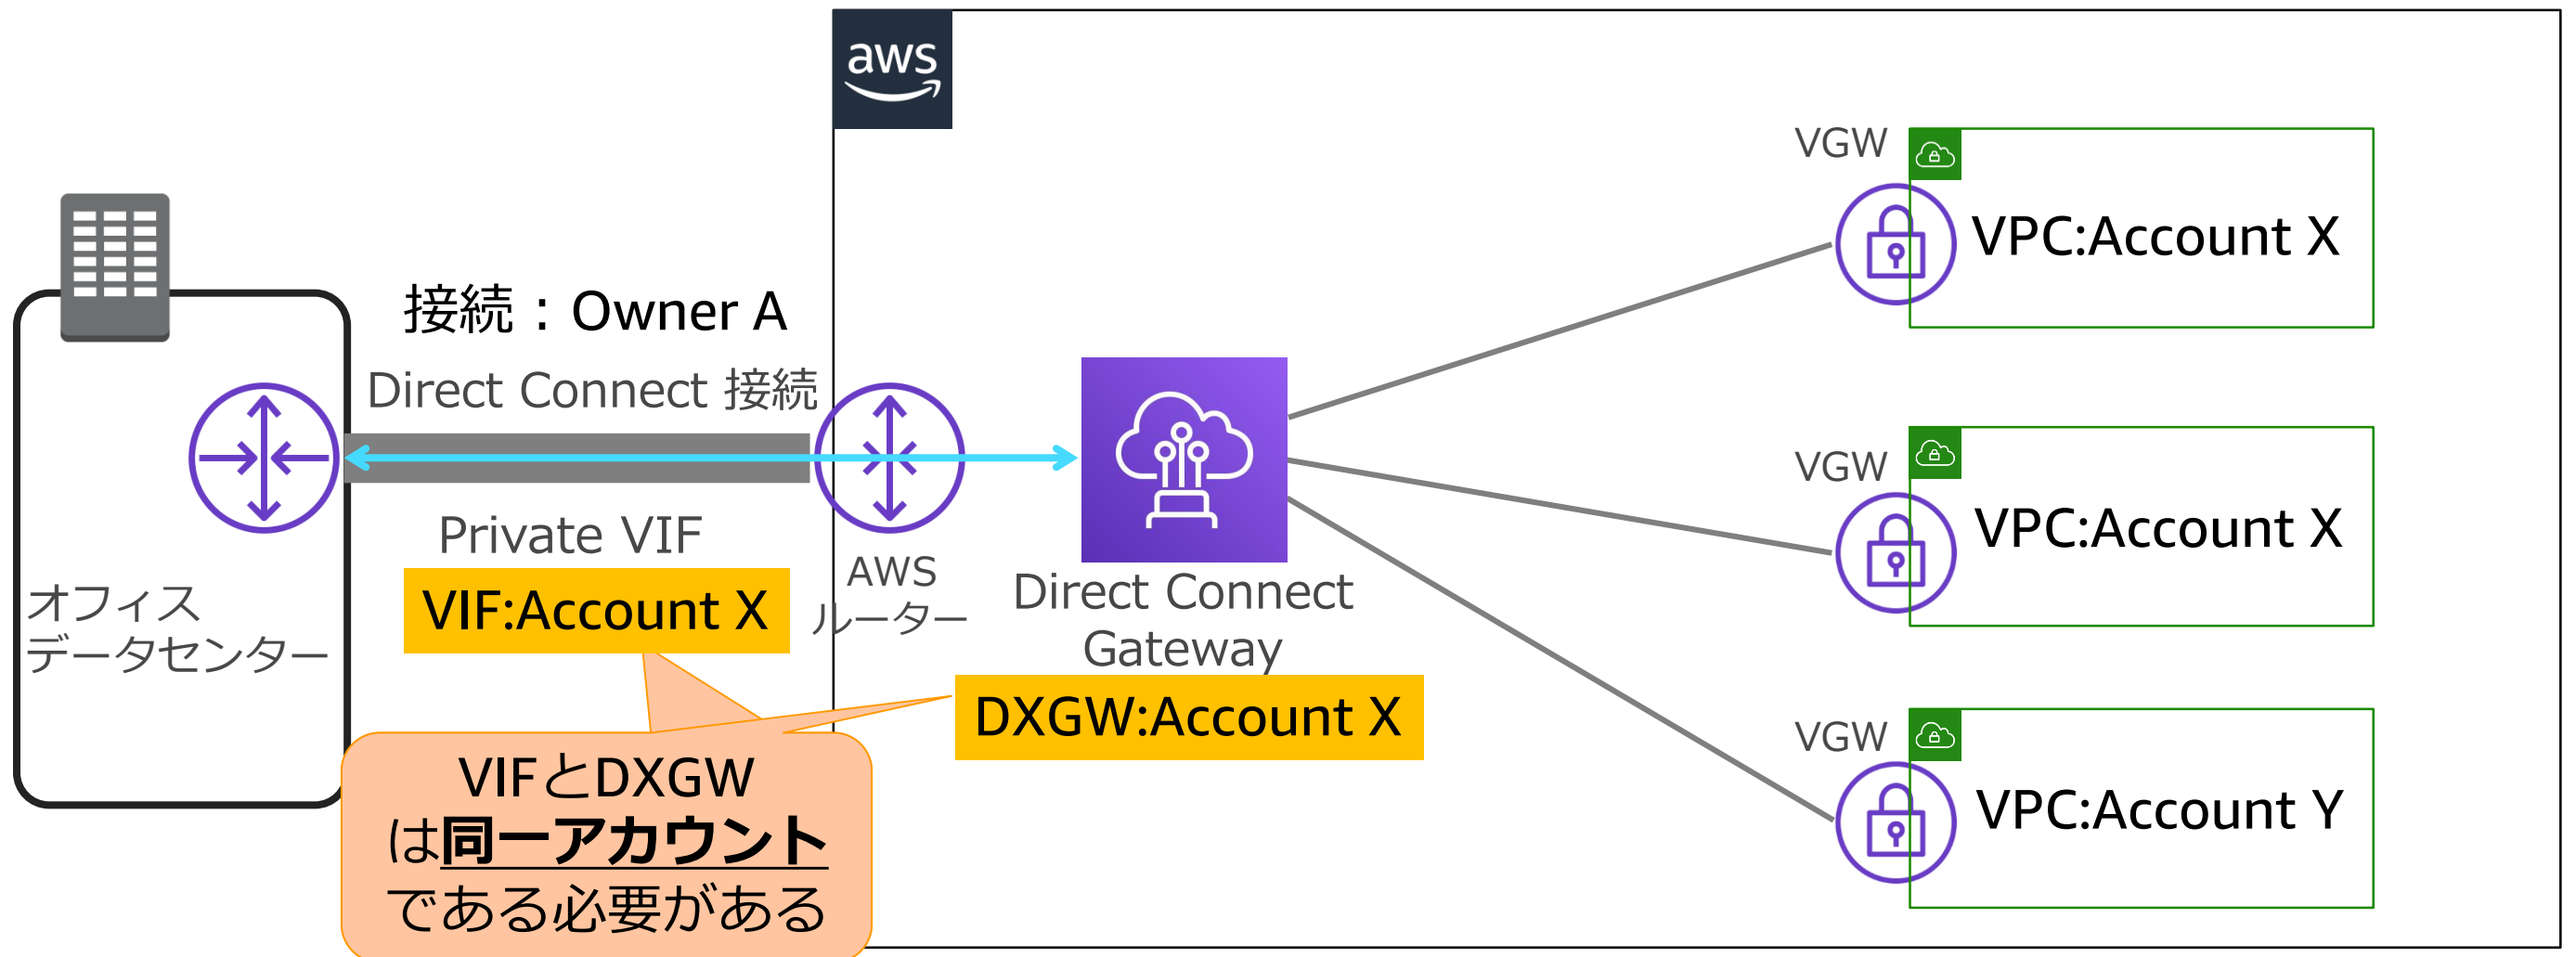 aws
接続：Owner A
Direct Connect 接続
Private VIF
VIF:Account X
オフィス
データセンター
AWS
ルーター
Direct Connect
Gateway
DXGW:Account X
VIFとDXGW
は同一アカウント
である必要がある
VGW
VPC:Account X
VGW
VPC:Account X
VGW
VPC:Account Y